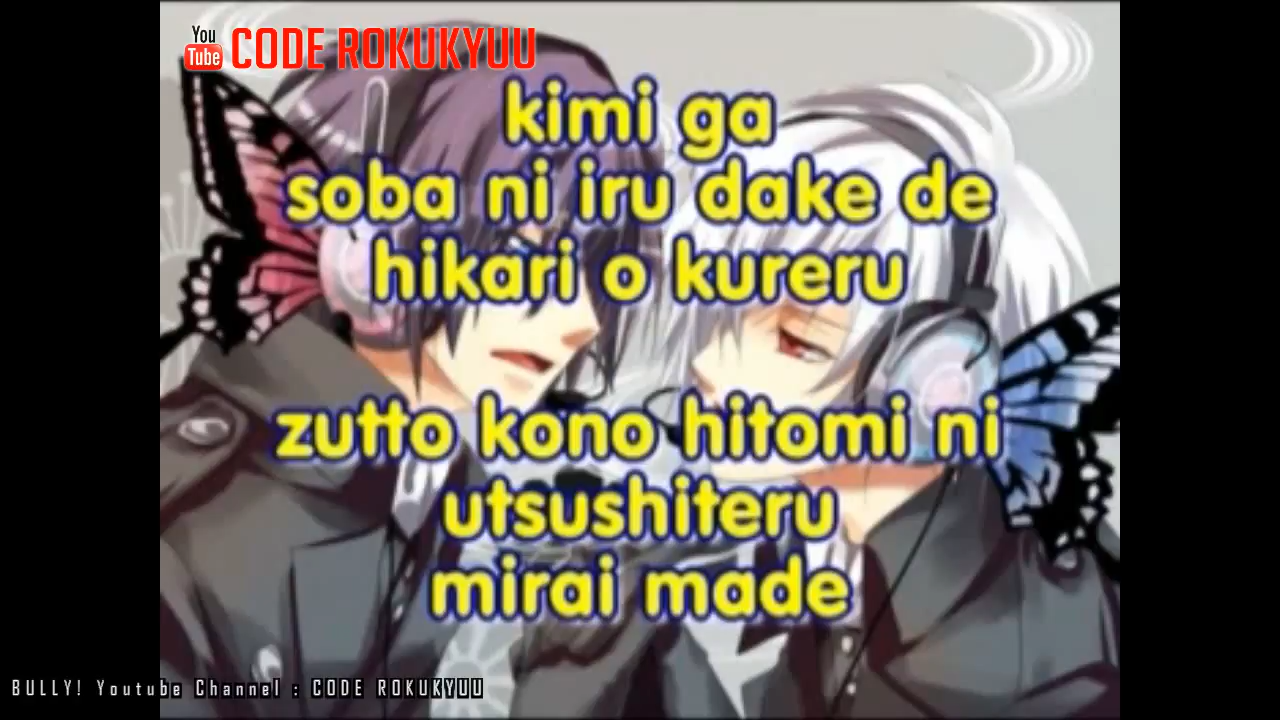 You
Tube CODE ROKUKYUU
kimi ga
soba ni iru dake de
hikari o kureru
zutto kono hitomi ni
utsushiteru
mirai made
BULLY! Youtube Channel : CODE ROKUKYUU